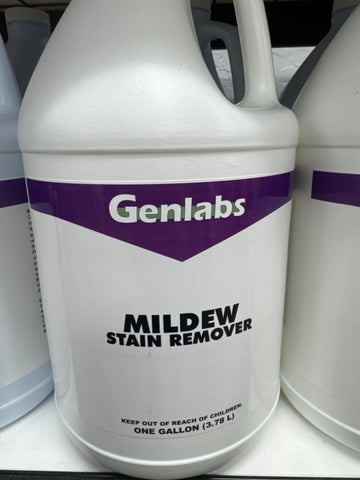 Genlabs
MILDEW
STAIN REMOVER
KEEP OUT OF REACH OF CHILDREN.
ONE GALLON (3.78 L)